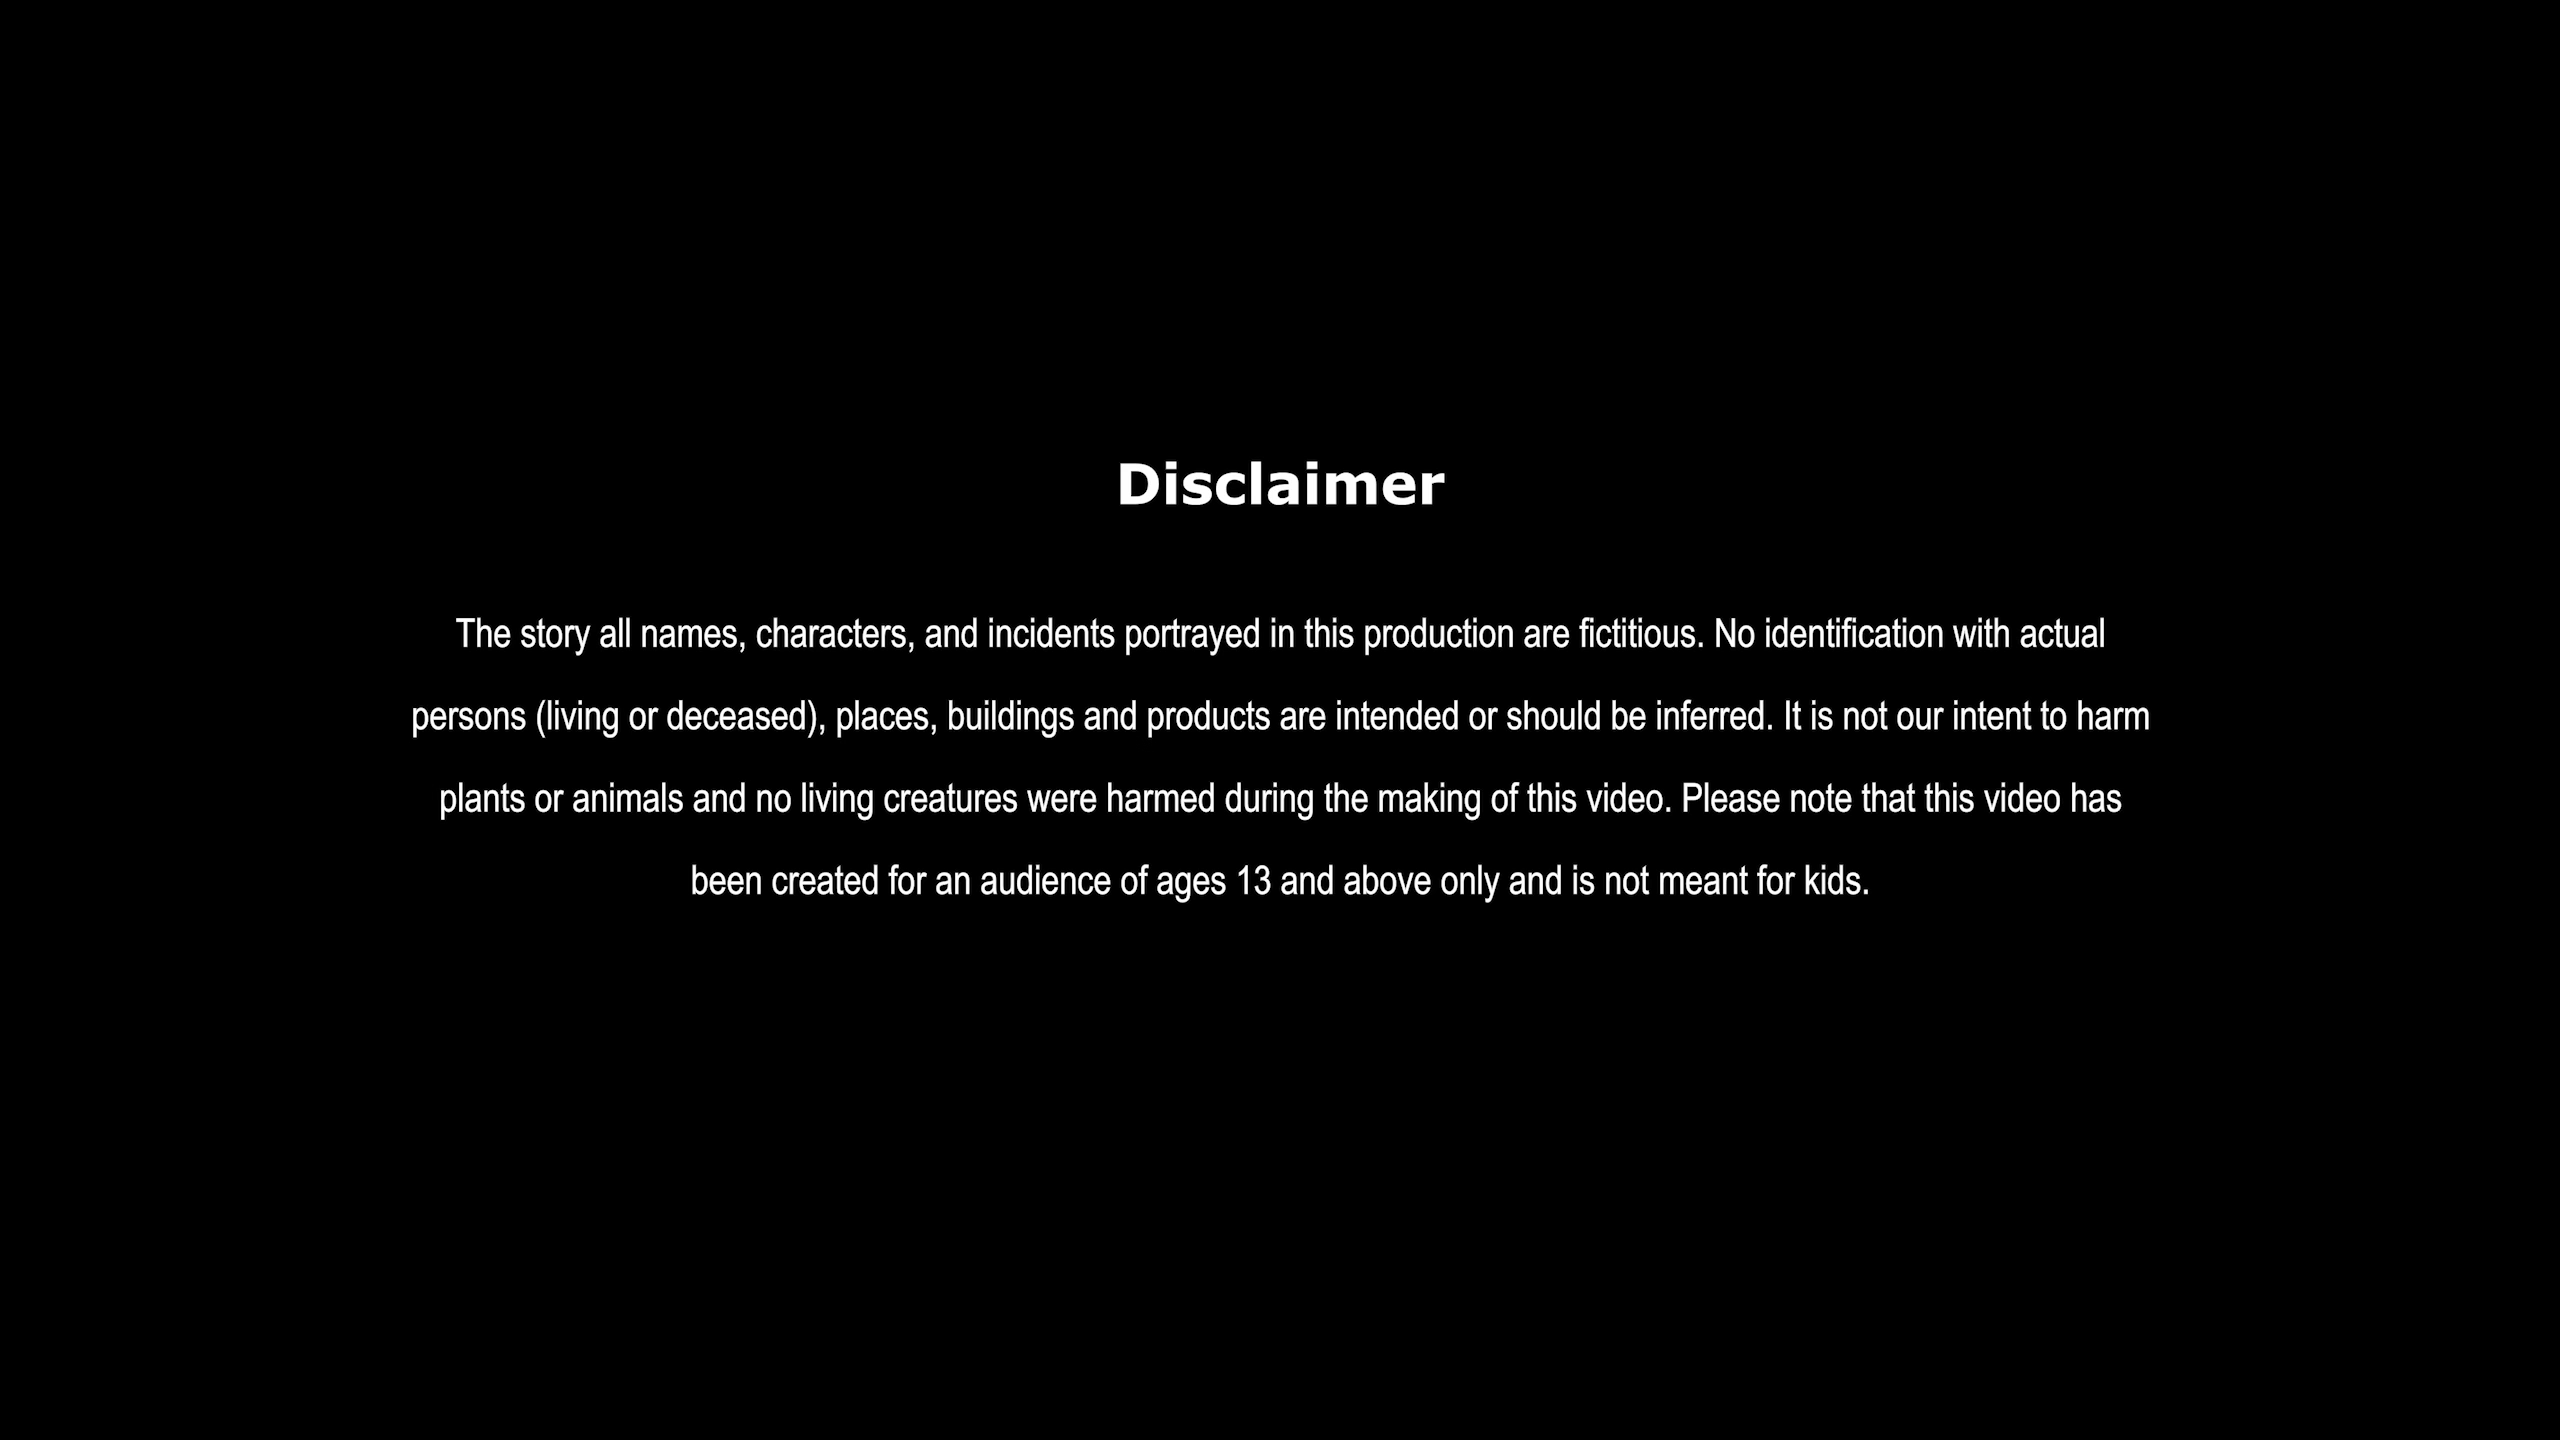 Disclaimer
The story all names, characters, and incidents portrayed in this production are fictitious. No identification with actual
persons (living or deceased), places, buildings and products are intended or should be inferred. It is not our intent to harm
plants or animals and no living creatures were harmed during the making of this video. Please note that this video has
been created for an audience of ages 13 and above only and is not meant for kids.